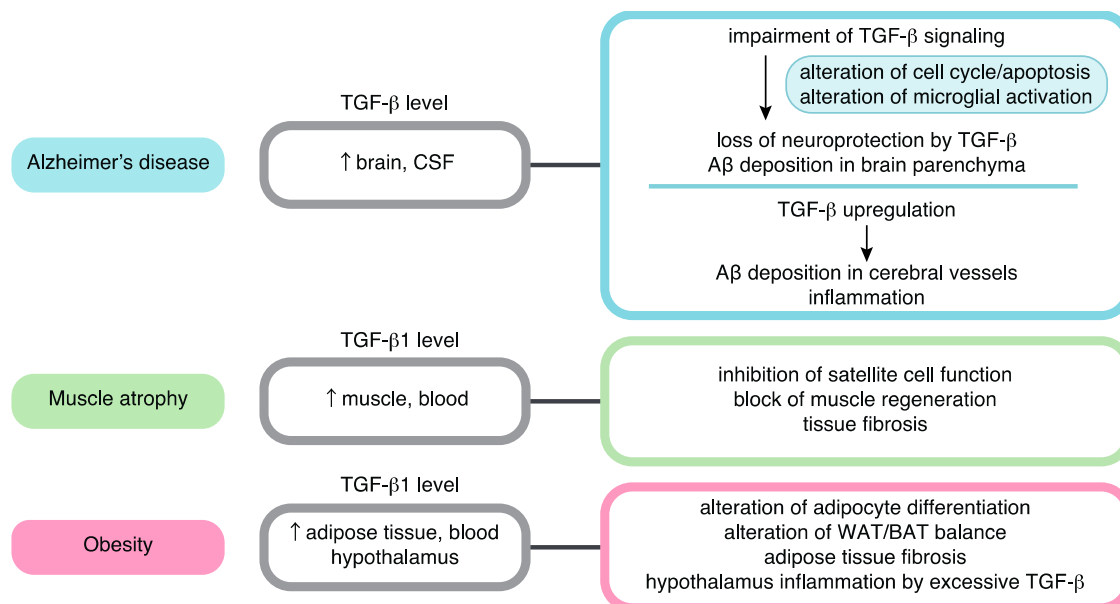 Alzheimer's disease
TGF-β level
↑ brain, CSF
impairment of TGF-β signaling
alteration of cell cycle/apoptosis
alteration of microglial activation
loss of neuroprotection by TGF-β
Aβ deposition in brain parenchyma
TGF-β upregulation
Aβ deposition in cerebral vessels
inflammation
Muscle atrophy
TGF-β1 level
↑ muscle, blood
inhibition of satellite cell function
block of muscle regeneration
tissue fibrosis
Obesity
TGF-β1 level
↑ adipose tissue, blood
hypothalamus
alteration of adipocyte differentiation
alteration of WAT/BAT balance
adipose tissue fibrosis
hypothalamus inflammation by excessive TGF-β